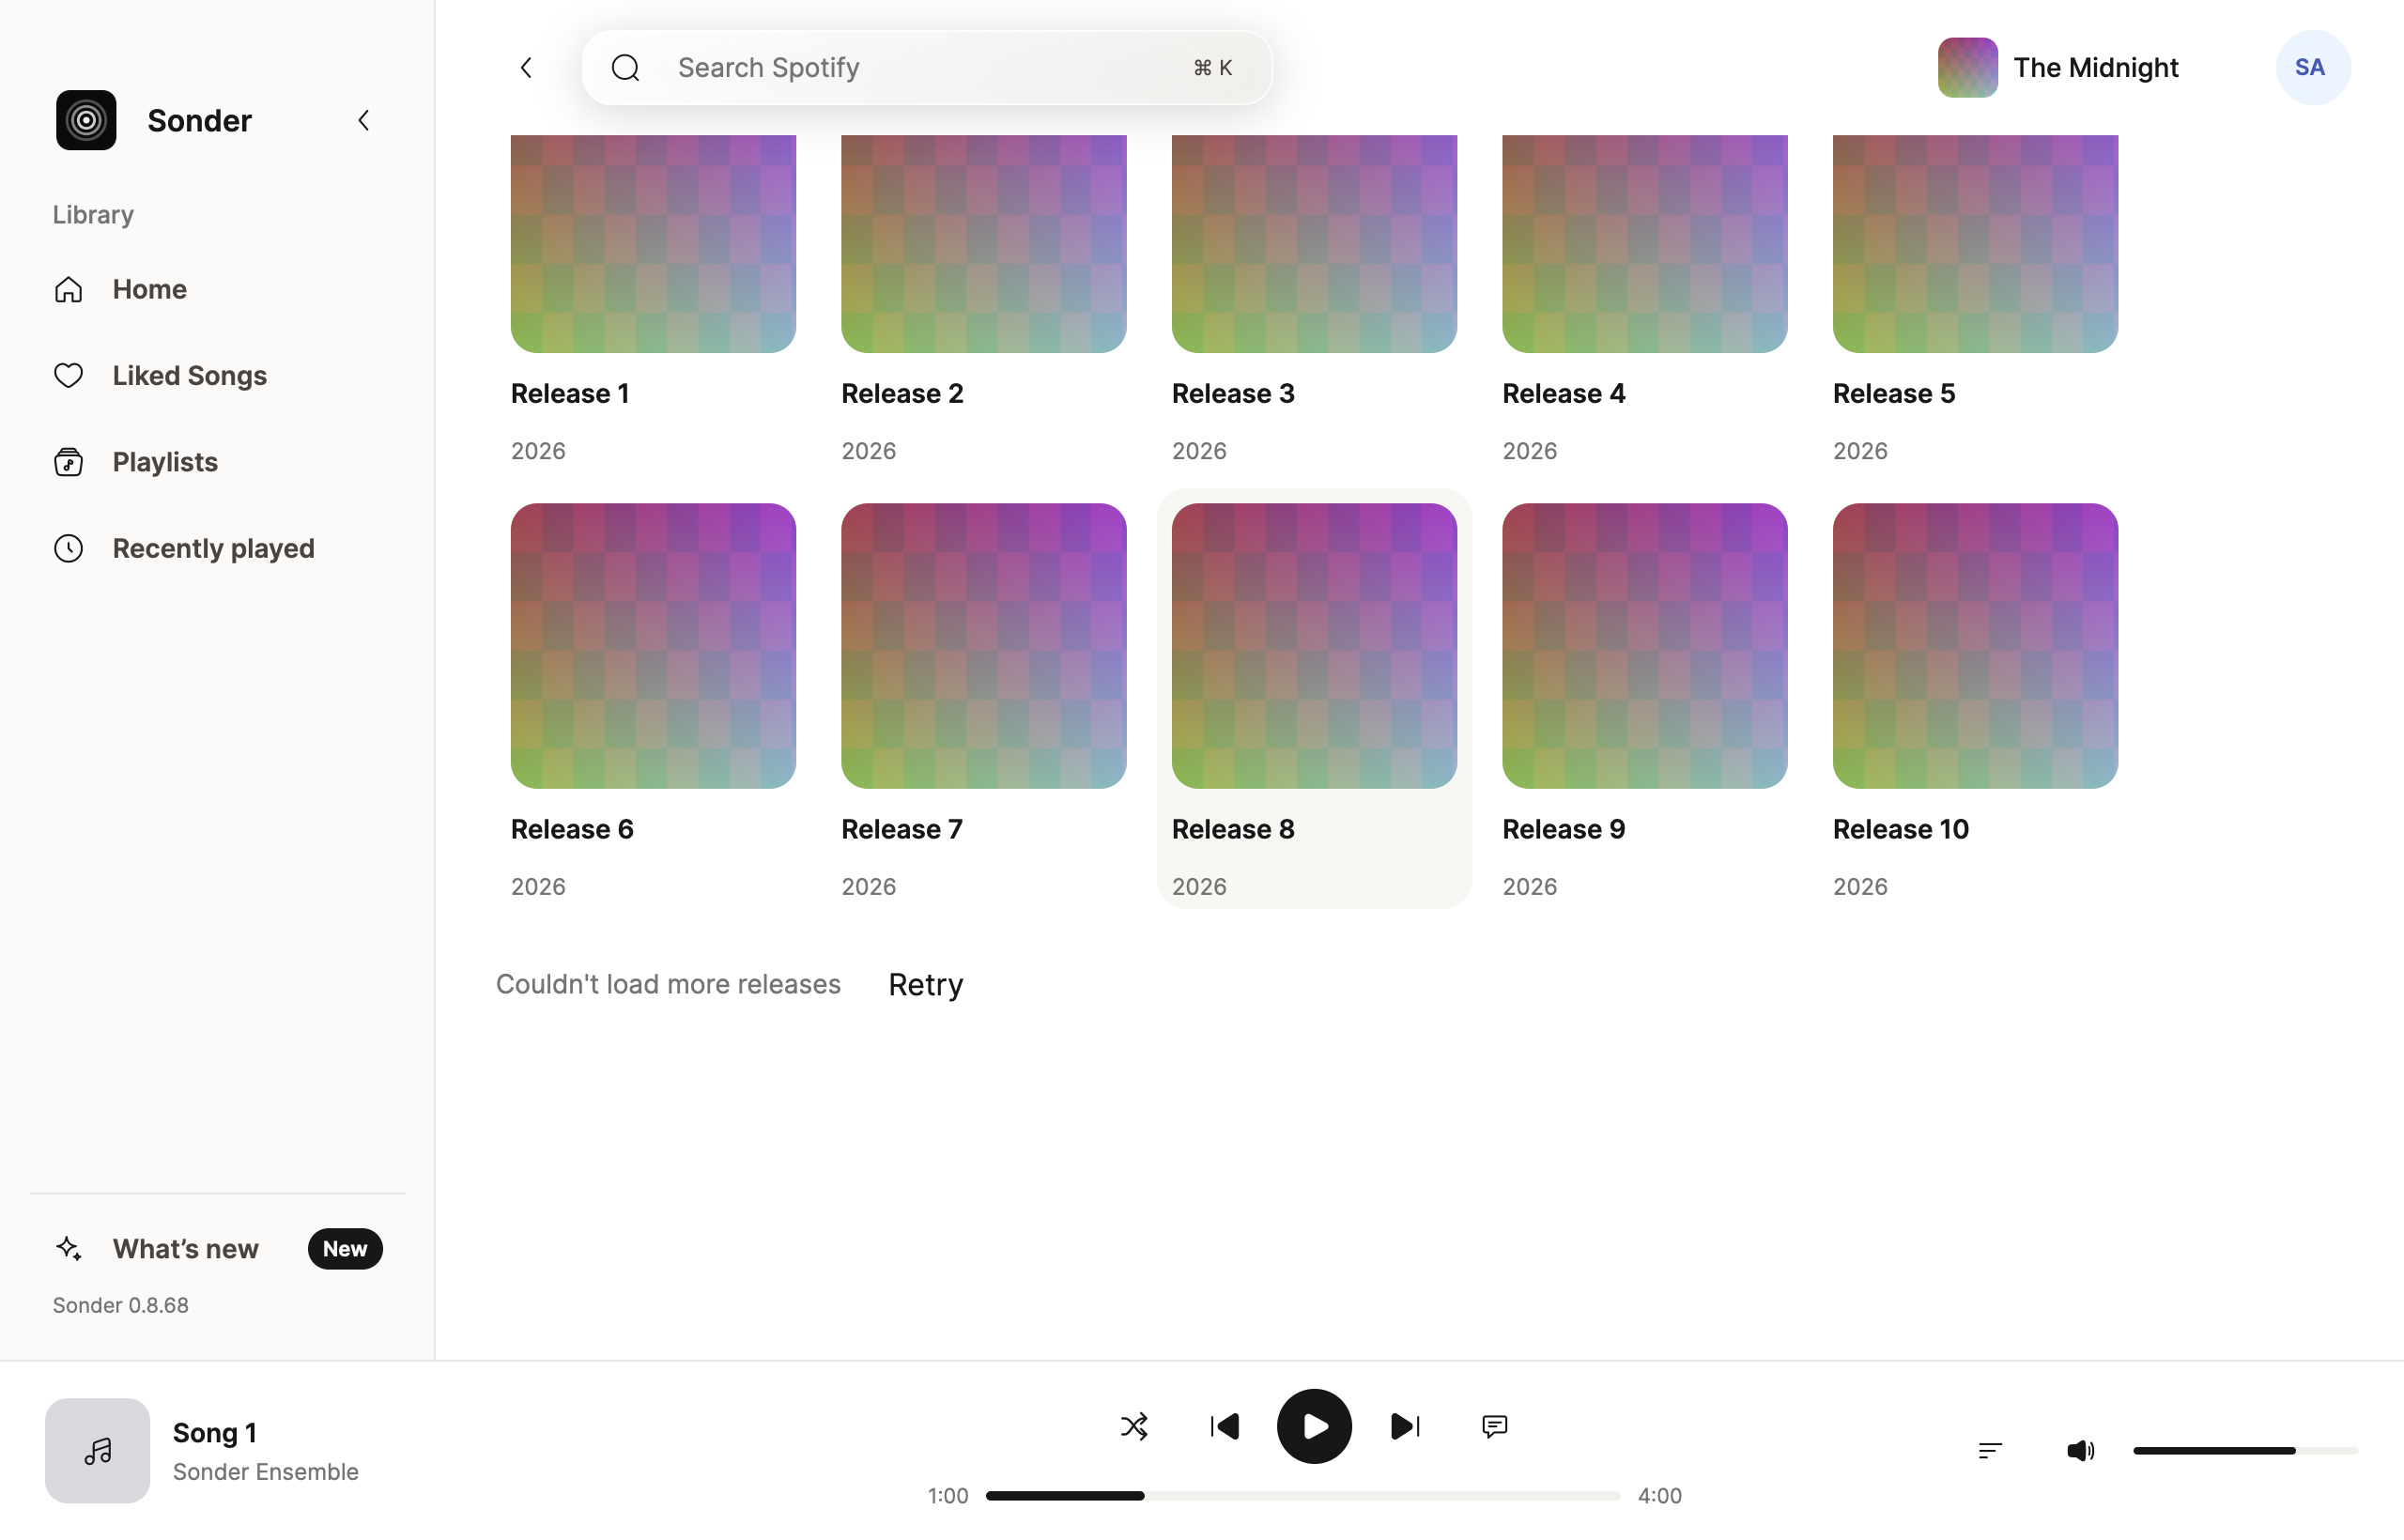 Sonder
Library
Home
Liked Songs
Playlists
Recently played
What’s new
New
Sonder 0.8.68
Search Spotify
⌘ K
The Midnight
SA
Release 1
2026
Release 2
2026
Release 3
2026
Release 4
2026
Release 5
2026
Release 6
2026
Release 7
2026
Release 8
2026
Release 9
2026
Release 10
2026
Couldn't load more releases
Retry
Song 1
Sonder Ensemble
1:00
4:00